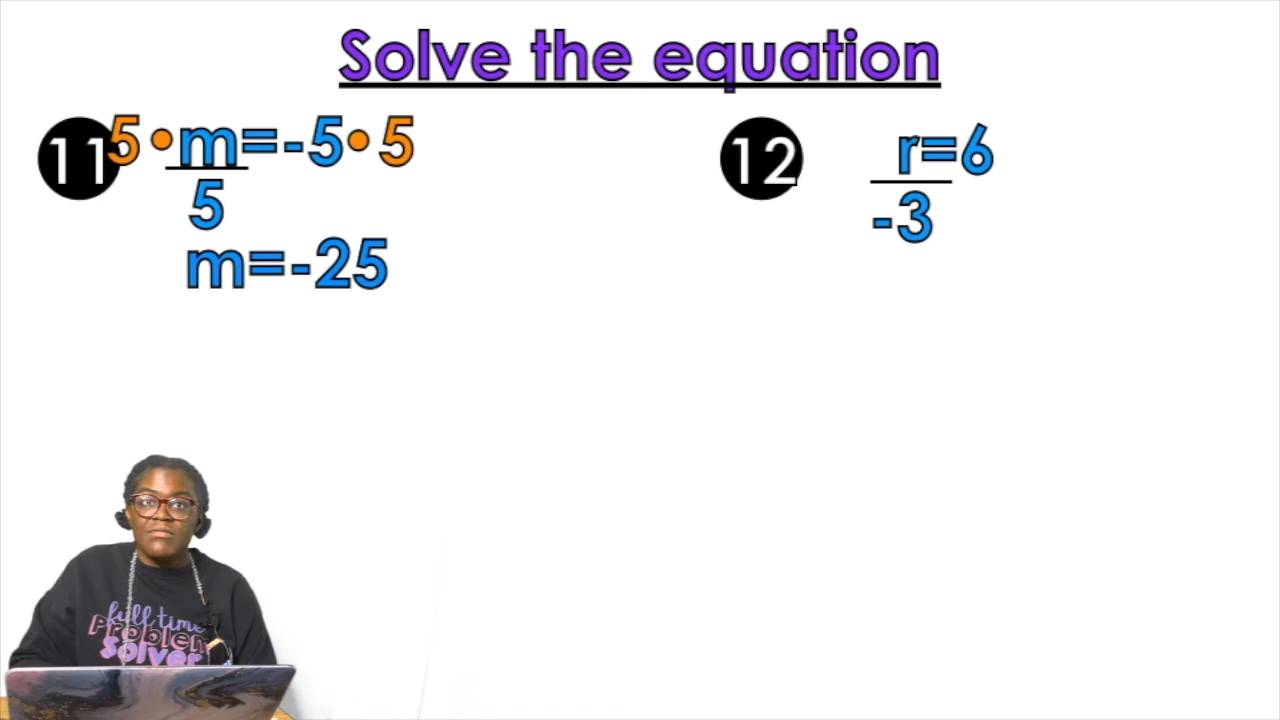 Solve the equation
11 5•m=-5•5
5
m=-25
12 r=6
-3
full time
Problem
Solver